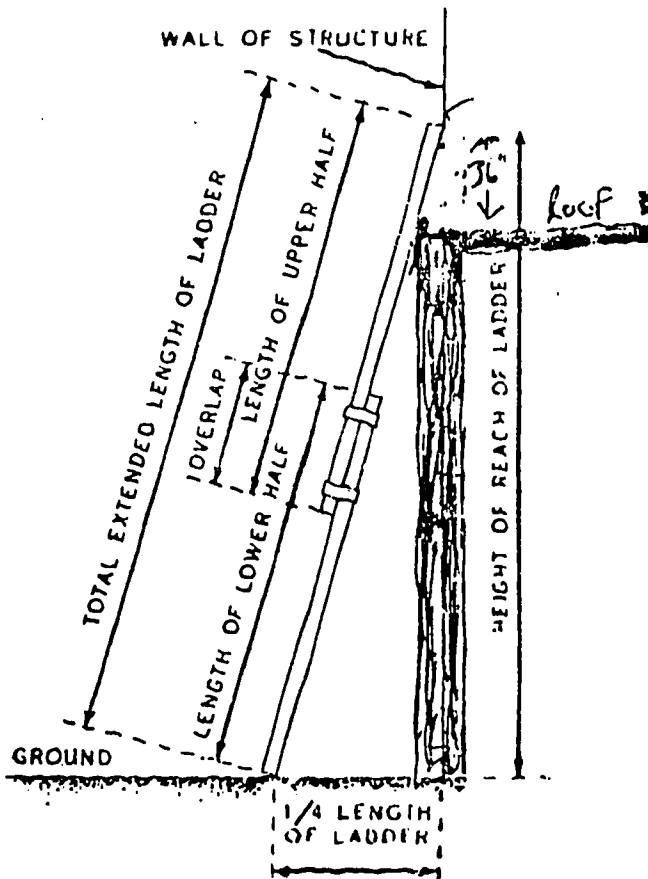 WALL OF STRUCTURE
TOTAL EXTENDED LENGTH OF LADDER
LENGTH OF UPPER HALF
OVERLAP
LENGTH OF LOWER HALF
36"
Roof
HEIGHT OF REACH OF LADDER
GROUND
1/4 LENGTH
OF LADDER